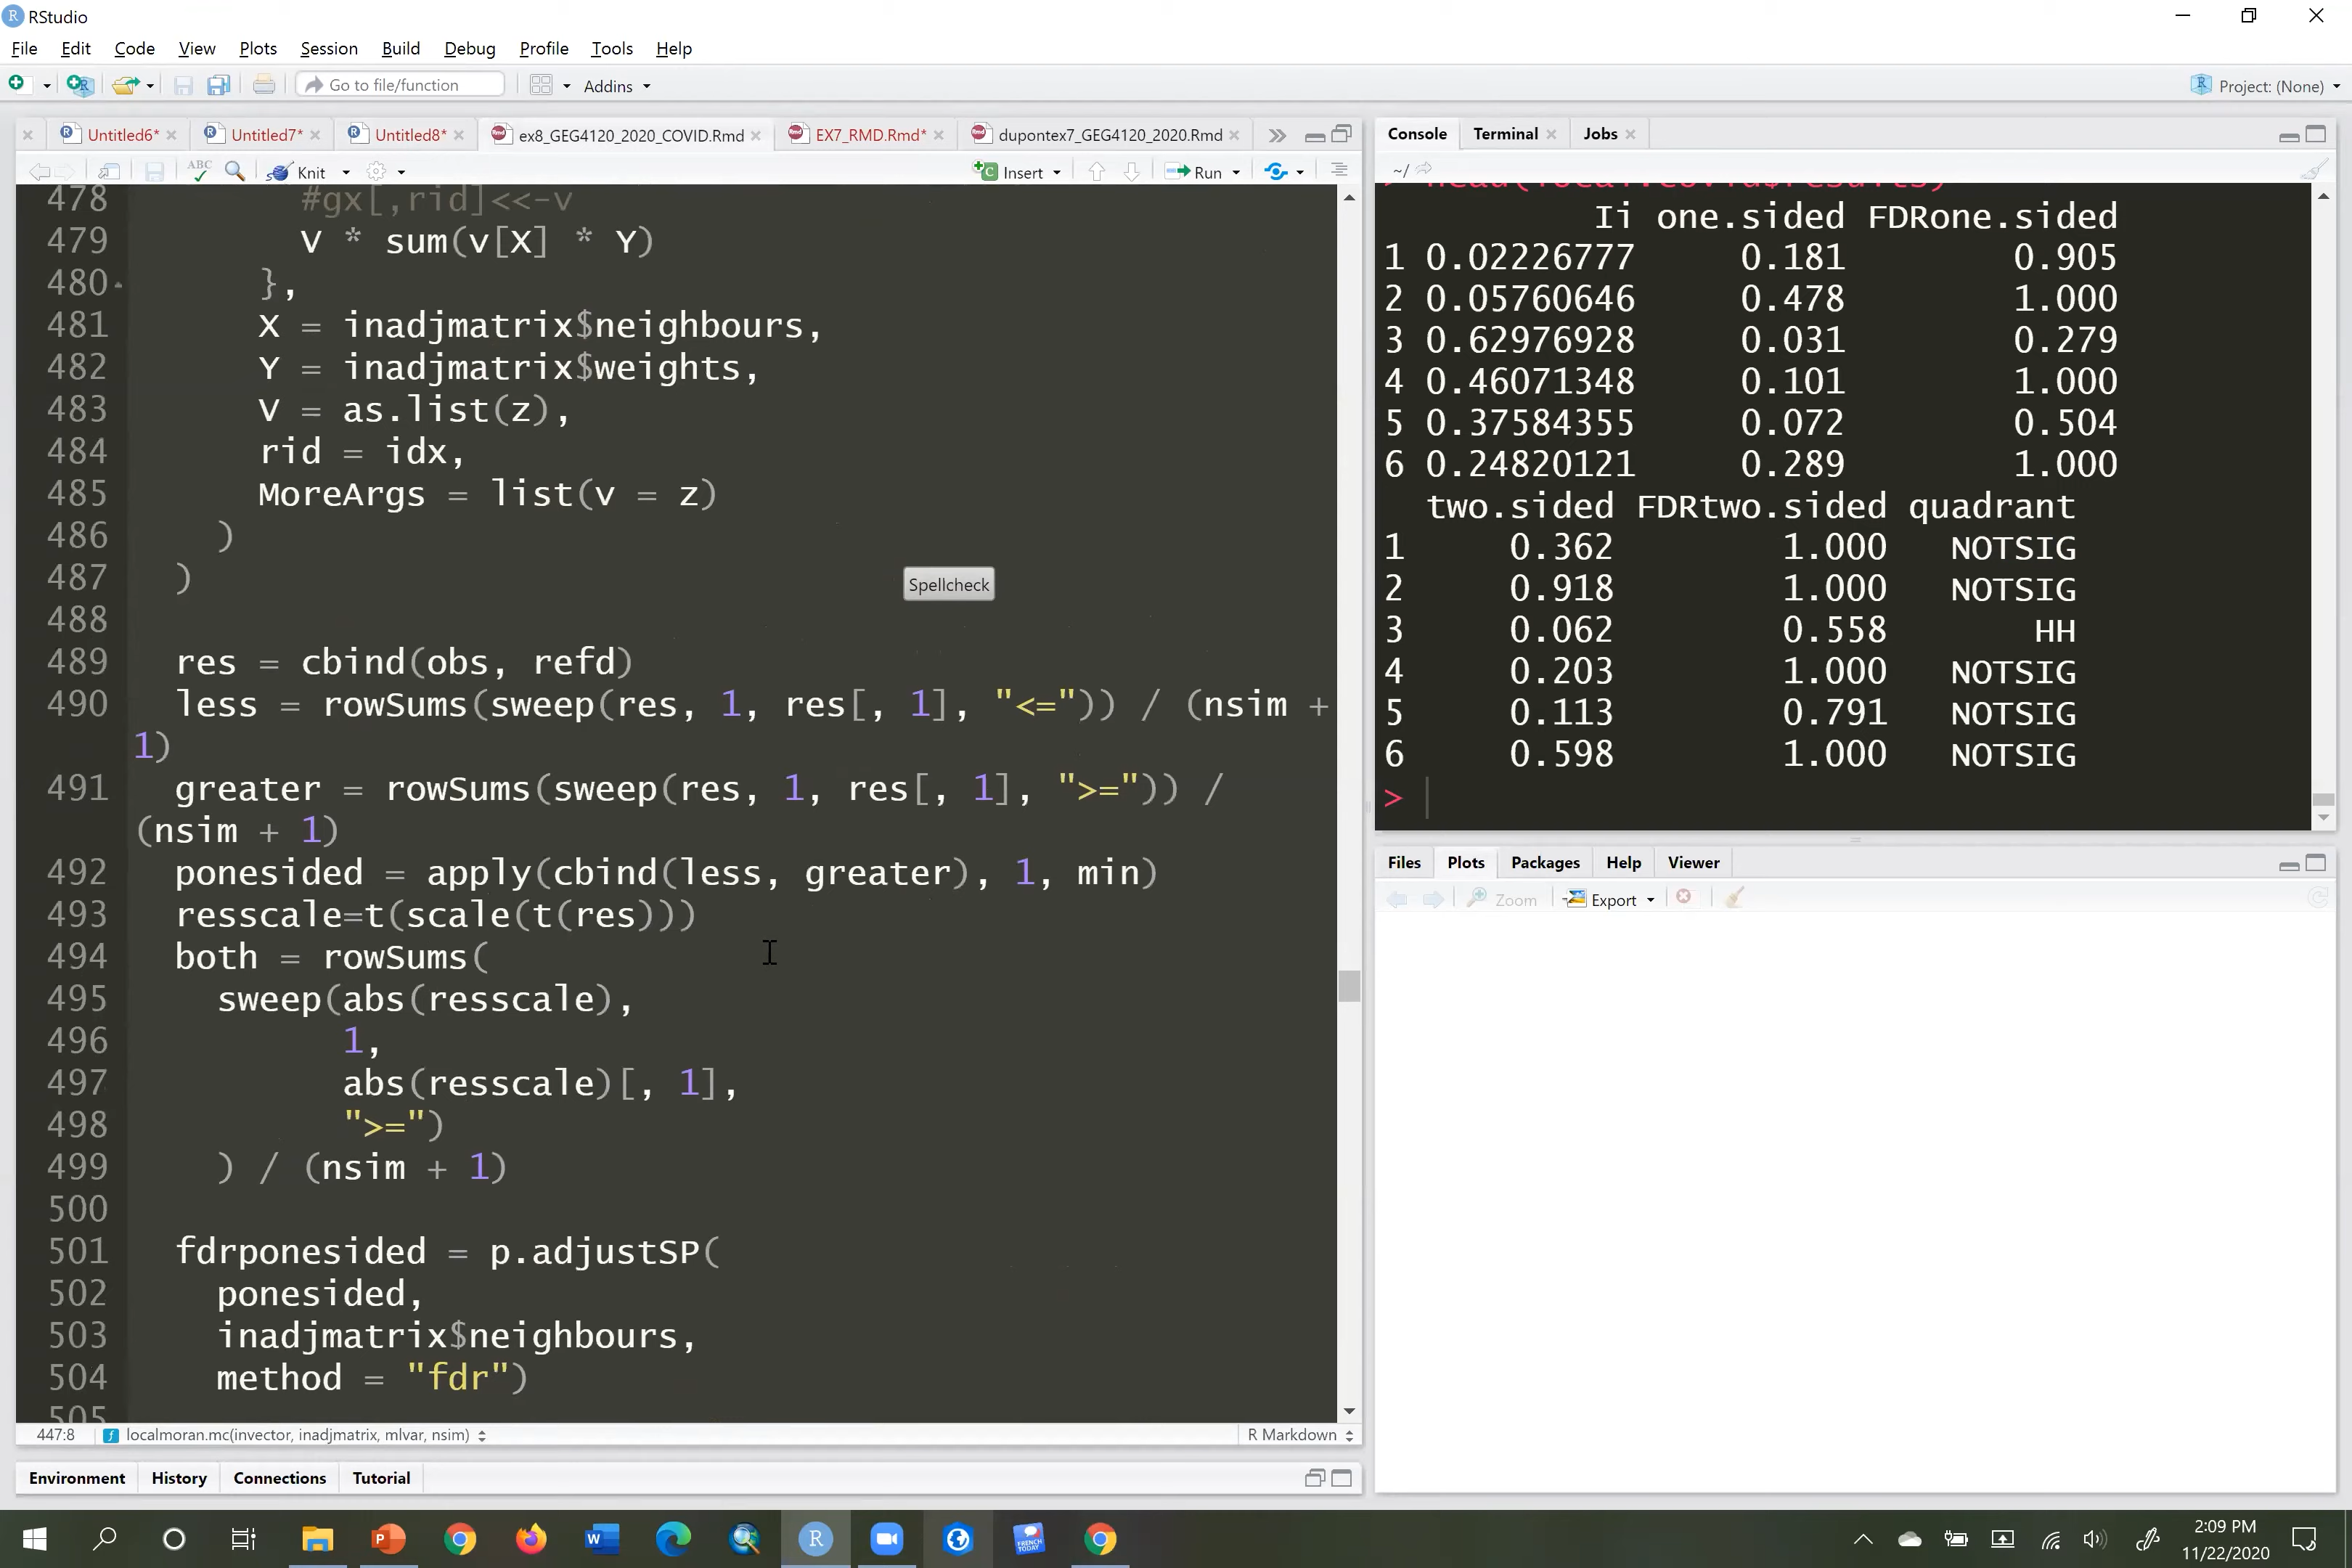 RStudio
File Edit Code View Plots Session Build Debug Profile Tools Help
Go to file/function Addins Project: (None)
Untitled6* Untitled7* Untitled8* ex8_GEG4120_2020_COVID.Rmd EX7_RMD.Rmd* dupontex7_GEG4120_2020.Rmd
ABC Knit Insert Run
478 #gx[,rid]<<-v
479 V * sum(v[X] * Y)
480 },
481 X = inadjmatrix$neighbours,
482 Y = inadjmatrix$weights,
483 V = as.list(z),
484 rid = idx,
485 MoreArgs = list(v = z)
486 )
487 )
Spellcheck
488
489 res = cbind(obs, refd)
490 less = rowSums(sweep(res, 1, res[, 1], "<=")) / (nsim +
1)
491 greater = rowSums(sweep(res, 1, res[, 1], ">=")) /
(nsim + 1)
492 ponesided = apply(cbind(less, greater), 1, min)
493 resscale=t(scale(t(res)))
494 both = rowSums(
495 sweep(abs(resscale),
496 1,
497 abs(resscale)[, 1],
498 ">=")
499 ) / (nsim + 1)
500
501 fdrponesided = p.adjustSP(
502 ponesided,
503 inadjmatrix$neighbours,
504 method = "fdr")
505
447:8 localmoran.mc(invector, inadjmatrix, mlvar, nsim) R Markdown
Environment History Connections Tutorial
Console Terminal Jobs
~/
Ii one.sided FDRone.sided
1 0.02226777 0.181 0.905
2 0.05760646 0.478 1.000
3 0.62976928 0.031 0.279
4 0.46071348 0.101 1.000
5 0.37584355 0.072 0.504
6 0.24820121 0.289 1.000
two.sided FDRtwo.sided quadrant
1 0.362 1.000 NOTSIG
2 0.918 1.000 NOTSIG
3 0.062 0.558 HH
4 0.203 1.000 NOTSIG
5 0.113 0.791 NOTSIG
6 0.598 1.000 NOTSIG
>
Files Plots Packages Help Viewer
Zoom Export
FRENCH TODAY
2:09 PM
11/22/2020